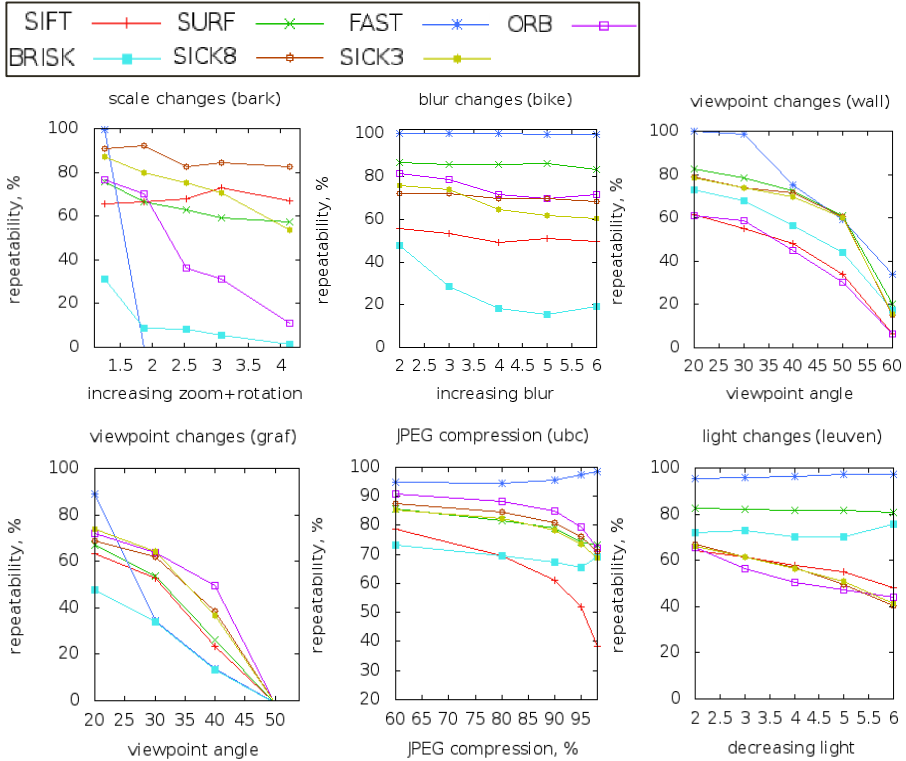 SIFT SURF FAST ORB
BRISK SICK8 SICK3
scale changes (bark)
repeatability, %
100
80
60
40
20
0
1.5 2 2.5 3 3.5 4
increasing zoom+rotation
blur changes (bike)
repeatability, %
100
80
60
40
20
0
2 2.5 3 3.5 4 4.5 5 5.5 6
increasing blur
viewpoint changes (wall)
repeatability, %
100
80
60
40
20
0
20 25 30 35 40 45 50 55 60
viewpoint angle
viewpoint changes (graf)
repeatability, %
100
80
60
40
20
0
20 25 30 35 40 45 50
viewpoint angle
JPEG compression (ubc)
repeatability, %
100
90
80
70
60
50
40
30
20
60 65 70 75 80 85 90 95
JPEG compression, %
light changes (leuven)
repeatability, %
100
80
60
40
20
0
2 2.5 3 3.5 4 4.5 5 5.5 6
decreasing light